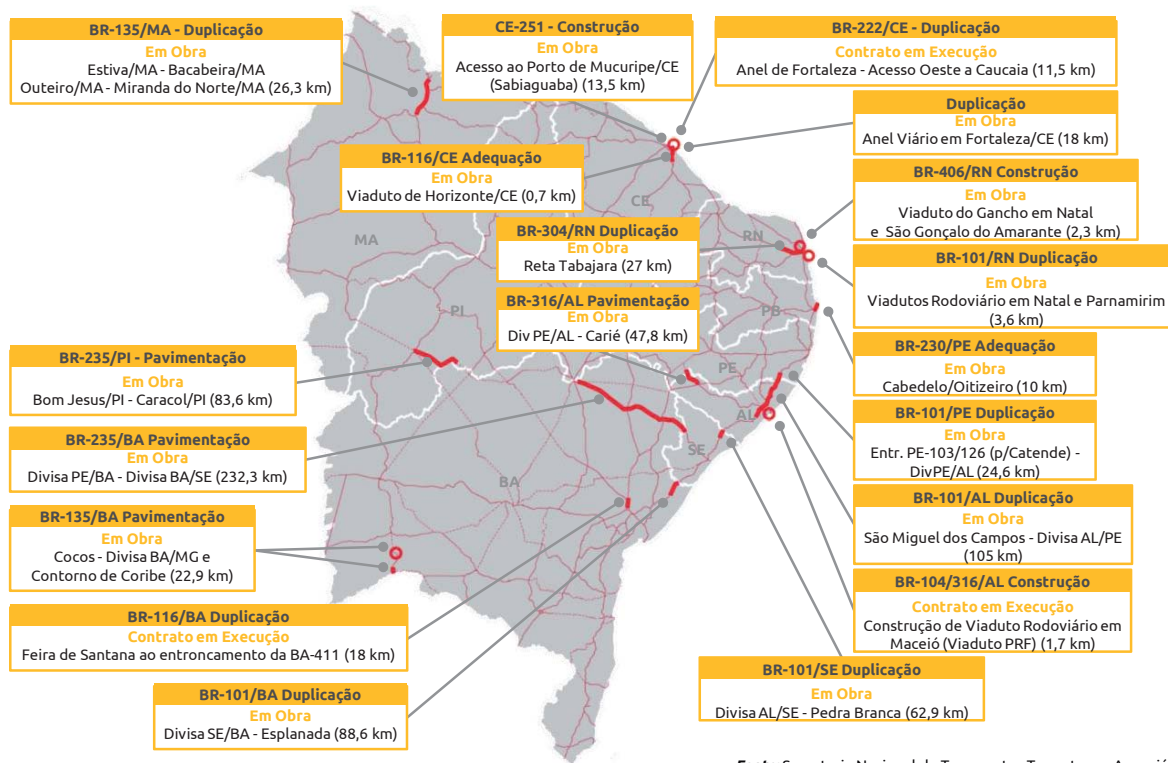 BR-135/MA - Duplicação
Em Obra
Estiva/MA - Bacabeira/MA
Outeiro/MA - Miranda do Norte/MA (26,3 km)
CE-251 - Construção
Em Obra
Acesso ao Porto de Mucuripe/CE
(Sabiaguaba) (13,5 km)
BR-222/CE - Duplicação
Contrato em Execução
Anel de Fortaleza - Acesso Oeste a Caucaia (11,5 km)
Duplicação
Em Obra
Anel Viário em Fortaleza/CE (18 km)
BR-116/CE Adequação
Em Obra
Viaduto de Horizonte/CE (0,7 km)
BR-406/RN Construção
Em Obra
Viaduto do Gancho em Natal
e São Gonçalo do Amarante (2,3 km)
BR-304/RN Duplicação
Em Obra
Reta Tabajara (27 km)
BR-101/RN Duplicação
Em Obra
Viadutos Rodoviário em Natal e Parnamirim
(3,6 km)
BR-316/AL Pavimentação
Em Obra
Div PE/AL - Carié (47,8 km)
BR-230/PE Adequação
Em Obra
Cabedelo/Oitizeiro (10 km)
BR-235/PI - Pavimentação
Em Obra
Bom Jesus/PI - Caracol/PI (83,6 km)
BR-101/PE Duplicação
Em Obra
Entr. PE-103/126 (p/Catende) -
DivPE/AL (24,6 km)
BR-235/BA Pavimentação
Em Obra
Divisa PE/BA - Divisa BA/SE (232,3 km)
BR-101/AL Duplicação
Em Obra
São Miguel dos Campos - Divisa AL/PE
(105 km)
BR-135/BA Pavimentação
Em Obra
Cocos - Divisa BA/MG e
Contorno de Coribe (22,9 km)
BR-104/316/AL Construção
Contrato em Execução
Construção de Viaduto Rodoviário em
Maceió (Viaduto PRF) (1,7 km)
BR-116/BA Duplicação
Contrato em Execução
Feira de Santana ao entroncamento da BA-411 (18 km)
BR-101/SE Duplicação
Em Obra
Divisa AL/SE - Pedra Branca (62,9 km)
BR-101/BA Duplicação
Em Obra
Divisa SE/BA - Esplanada (88,6 km)
MA
CE
RN
PI
PB
PE
AL
SE
BA